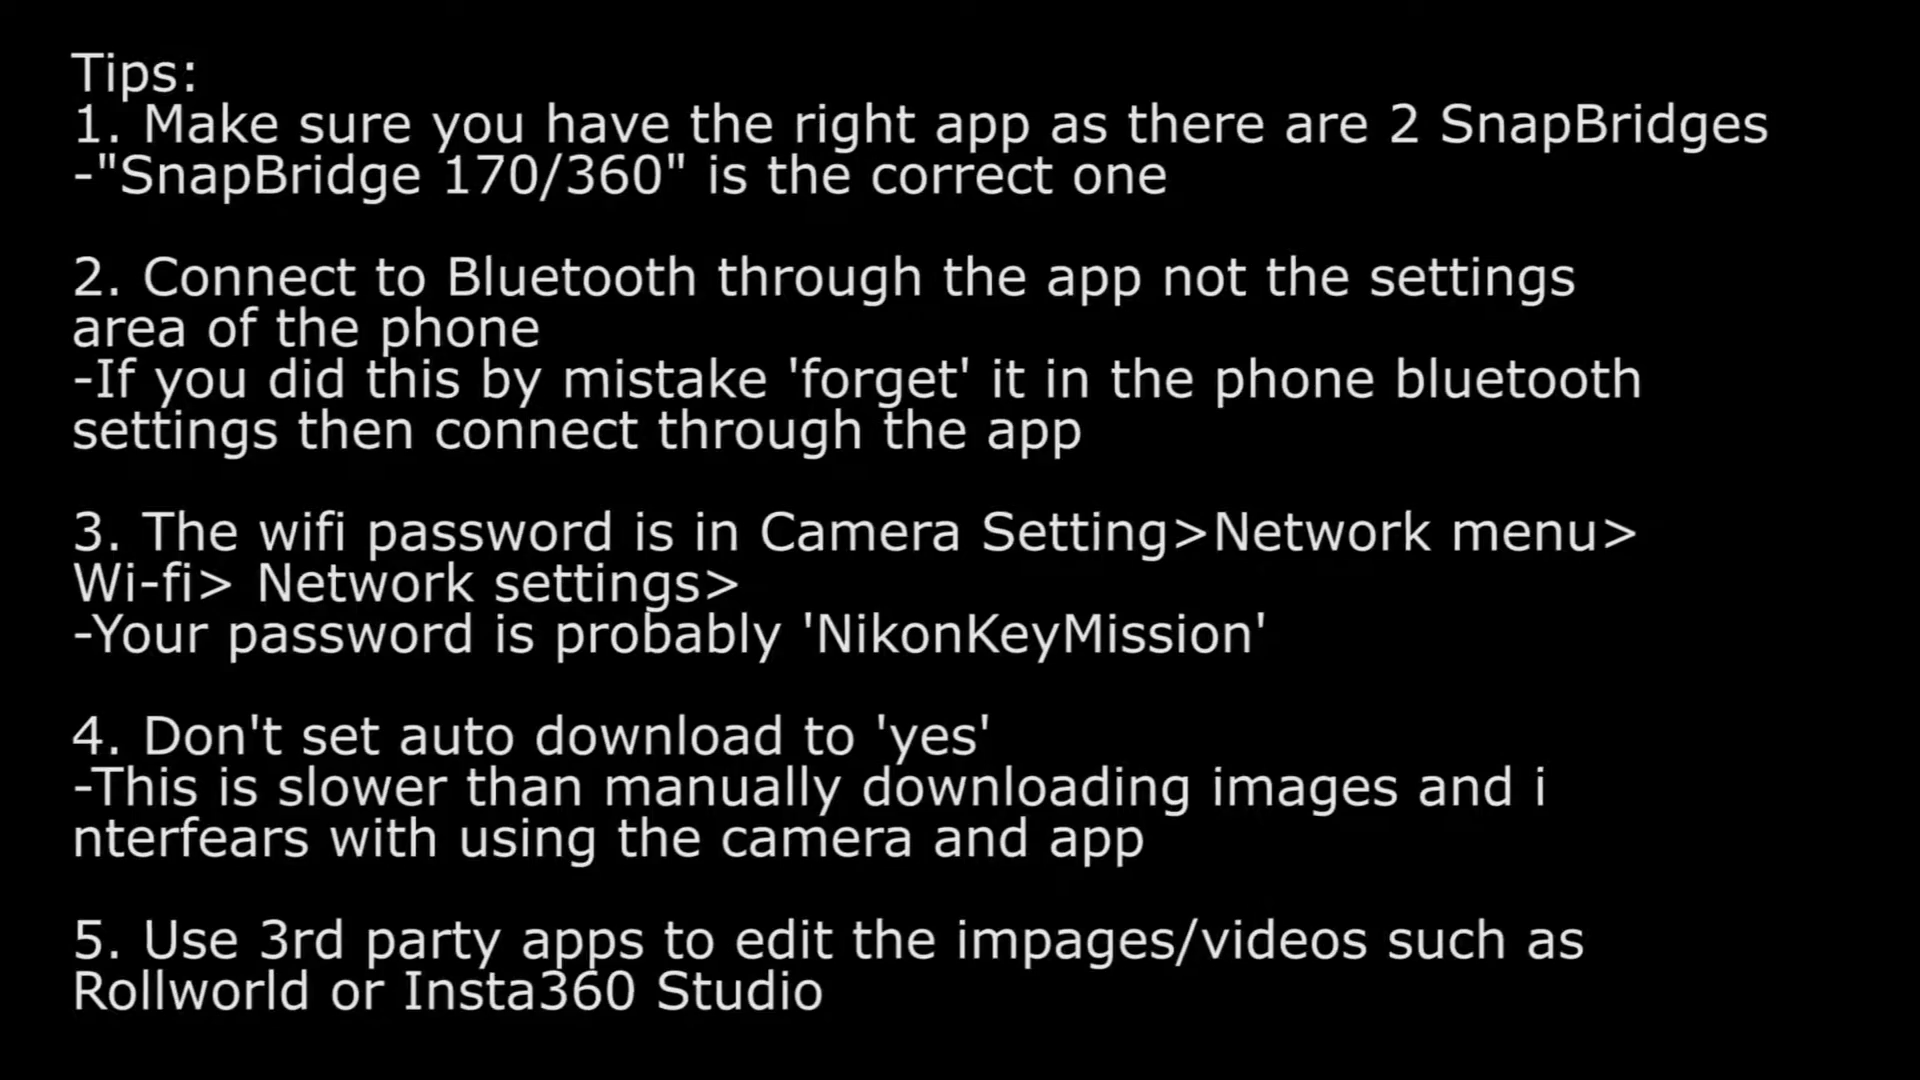 Tips:
1. Make sure you have the right app as there are 2 SnapBridges
-"SnapBridge 170/360" is the correct one
2. Connect to Bluetooth through the app not the settings
area of the phone
-If you did this by mistake 'forget' it in the phone bluetooth
settings then connect through the app
3. The wifi password is in Camera Setting>Network menu>
Wi-fi> Network settings>
-Your password is probably 'NikonKeyMission'
4. Don't set auto download to 'yes'
-This is slower than manually downloading images and i
nterfears with using the camera and app
5. Use 3rd party apps to edit the impages/videos such as
Rollworld or Insta360 Studio